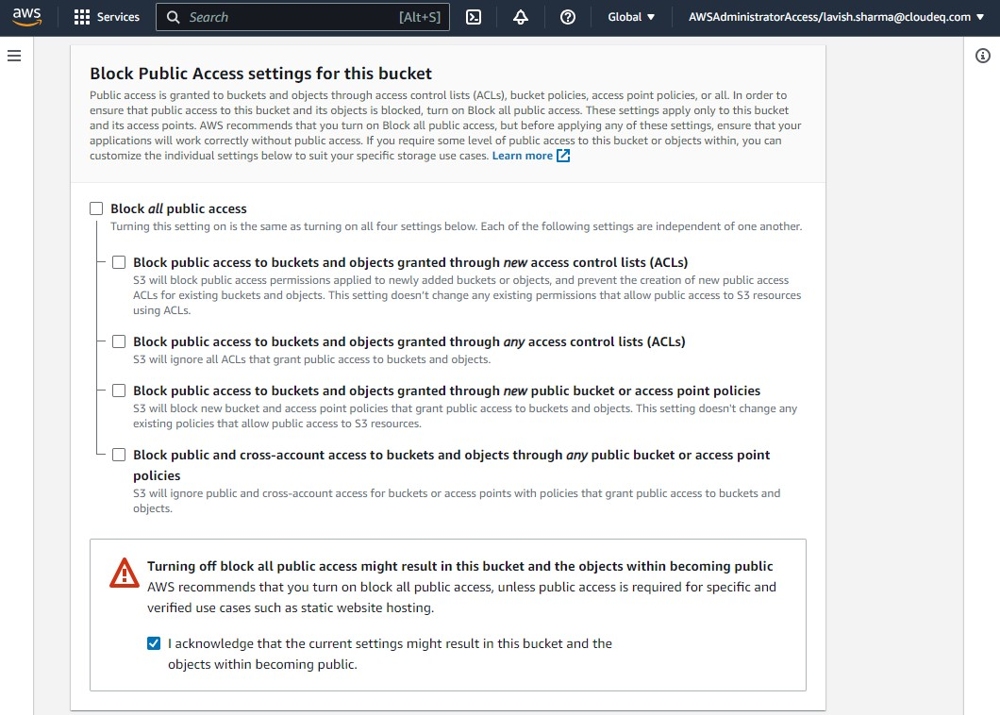 aws
Services
Search
[Alt+S]
Global
AWSAdministratorAccess/lavish.sharma@cloudeq.com
Block Public Access settings for this bucket
Public access is granted to buckets and objects through access control lists (ACLs), bucket policies, access point policies, or all. In order to
ensure that public access to this bucket and its objects is blocked, turn on Block all public access. These settings apply only to this bucket
and its access points. AWS recommends that you turn on Block all public access, but before applying any of these settings, ensure that your
applications will work correctly without public access. If you require some level of public access to this bucket or objects within, you can
customize the individual settings below to suit your specific storage use cases. Learn more
Block all public access
Turning this setting on is the same as turning on all four settings below. Each of the following settings are independent of one another.
Block public access to buckets and objects granted through new access control lists (ACLs)
S3 will block public access permissions applied to newly added buckets or objects, and prevent the creation of new public access
ACLs for existing buckets and objects. This setting doesn't change any existing permissions that allow public access to S3 resources
using ACLs.
Block public access to buckets and objects granted through any access control lists (ACLs)
S3 will ignore all ACLs that grant public access to buckets and objects.
Block public access to buckets and objects granted through new public bucket or access point policies
S3 will block new bucket and access point policies that grant public access to buckets and objects. This setting doesn't change any
existing policies that allow public access to S3 resources.
Block public and cross-account access to buckets and objects through any public bucket or access point
policies
S3 will ignore public and cross-account access for buckets or access points with policies that grant public access to buckets and
objects.
Turning off block all public access might result in this bucket and the objects within becoming public
AWS recommends that you turn on block all public access, unless public access is required for specific and
verified use cases such as static website hosting.
I acknowledge that the current settings might result in this bucket and the
objects within becoming public.